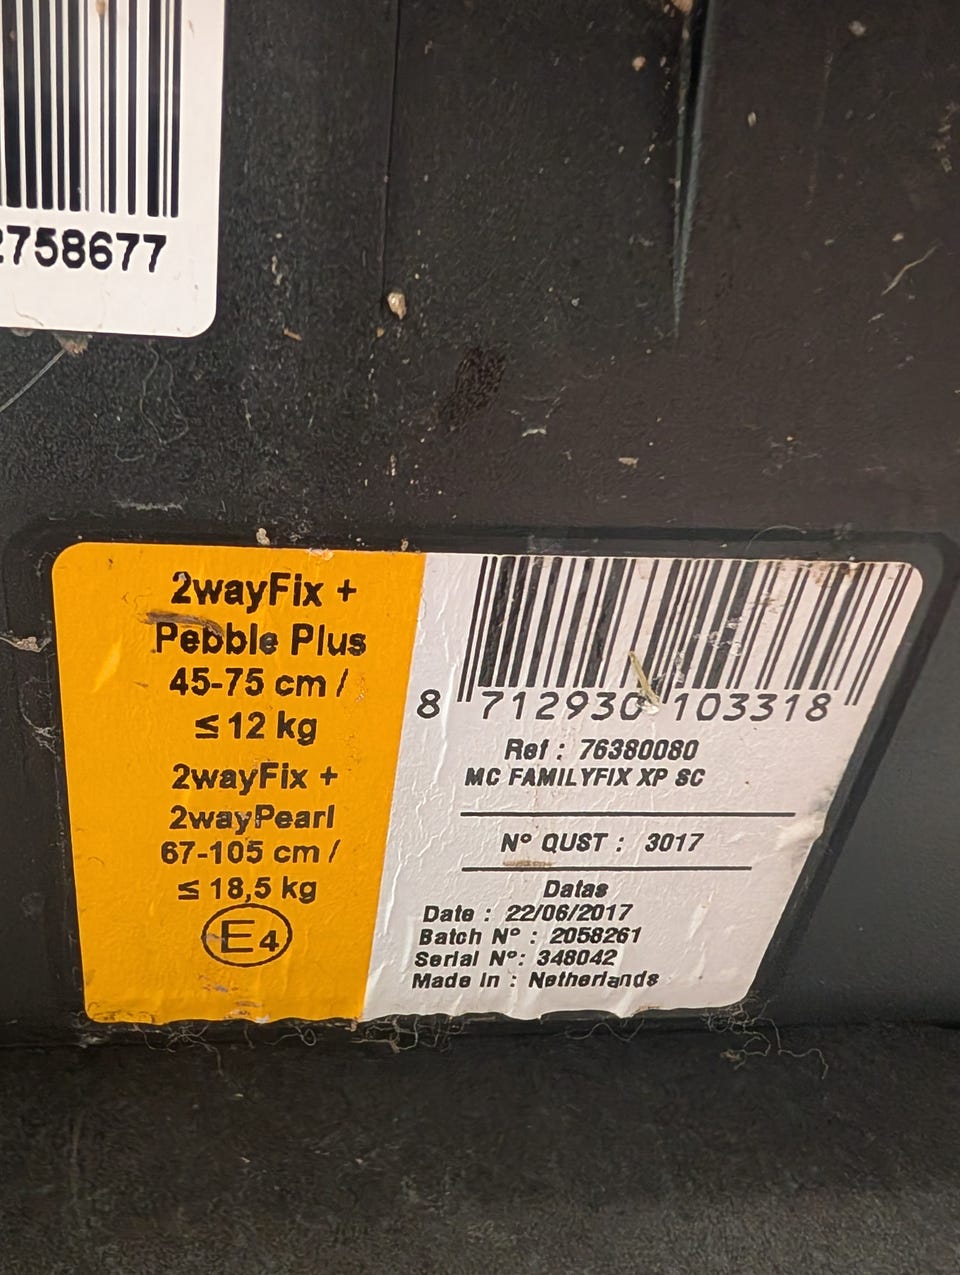 2758677
2wayFix +
Pebble Plus
45-75 cm /
≤ 12 kg
2wayFix +
2wayPearl
67-105 cm /
≤ 18,5 kg
E4
8 712930 103318
Ref : 76380080
MC FAMILYFIX XP SC
N° QUST : 3017
Datas
Date : 22/06/2017
Batch N° : 2058261
Serial N°: 348042
Made in : Netherlands